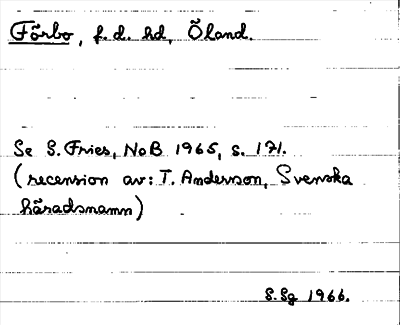 Förbo, f.d. hd, Öland.
Se S. Fries, NoB 1965, s. 171.
(recension av: T. Andersson, Svenska
häradsnamn)
S.Sg 1966.